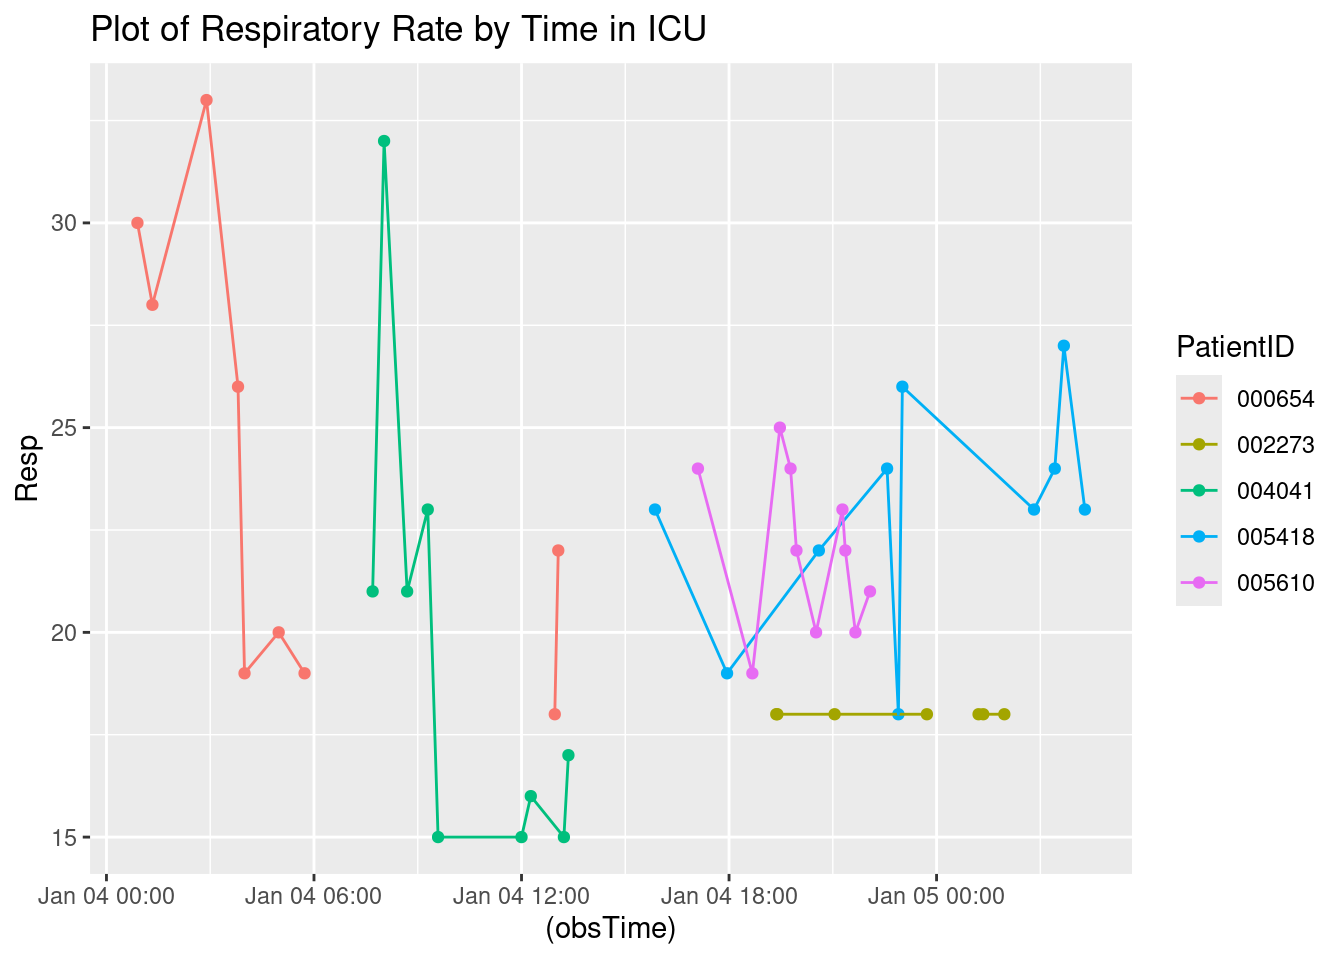 Plot of Respiratory Rate by Time in ICU
Resp
30
25
20
15
Jan 04 00:00 Jan 04 06:00 Jan 04 12:00 Jan 04 18:00 Jan 05 00:00
(obsTime)
PatientID
000654
002273
004041
005418
005610